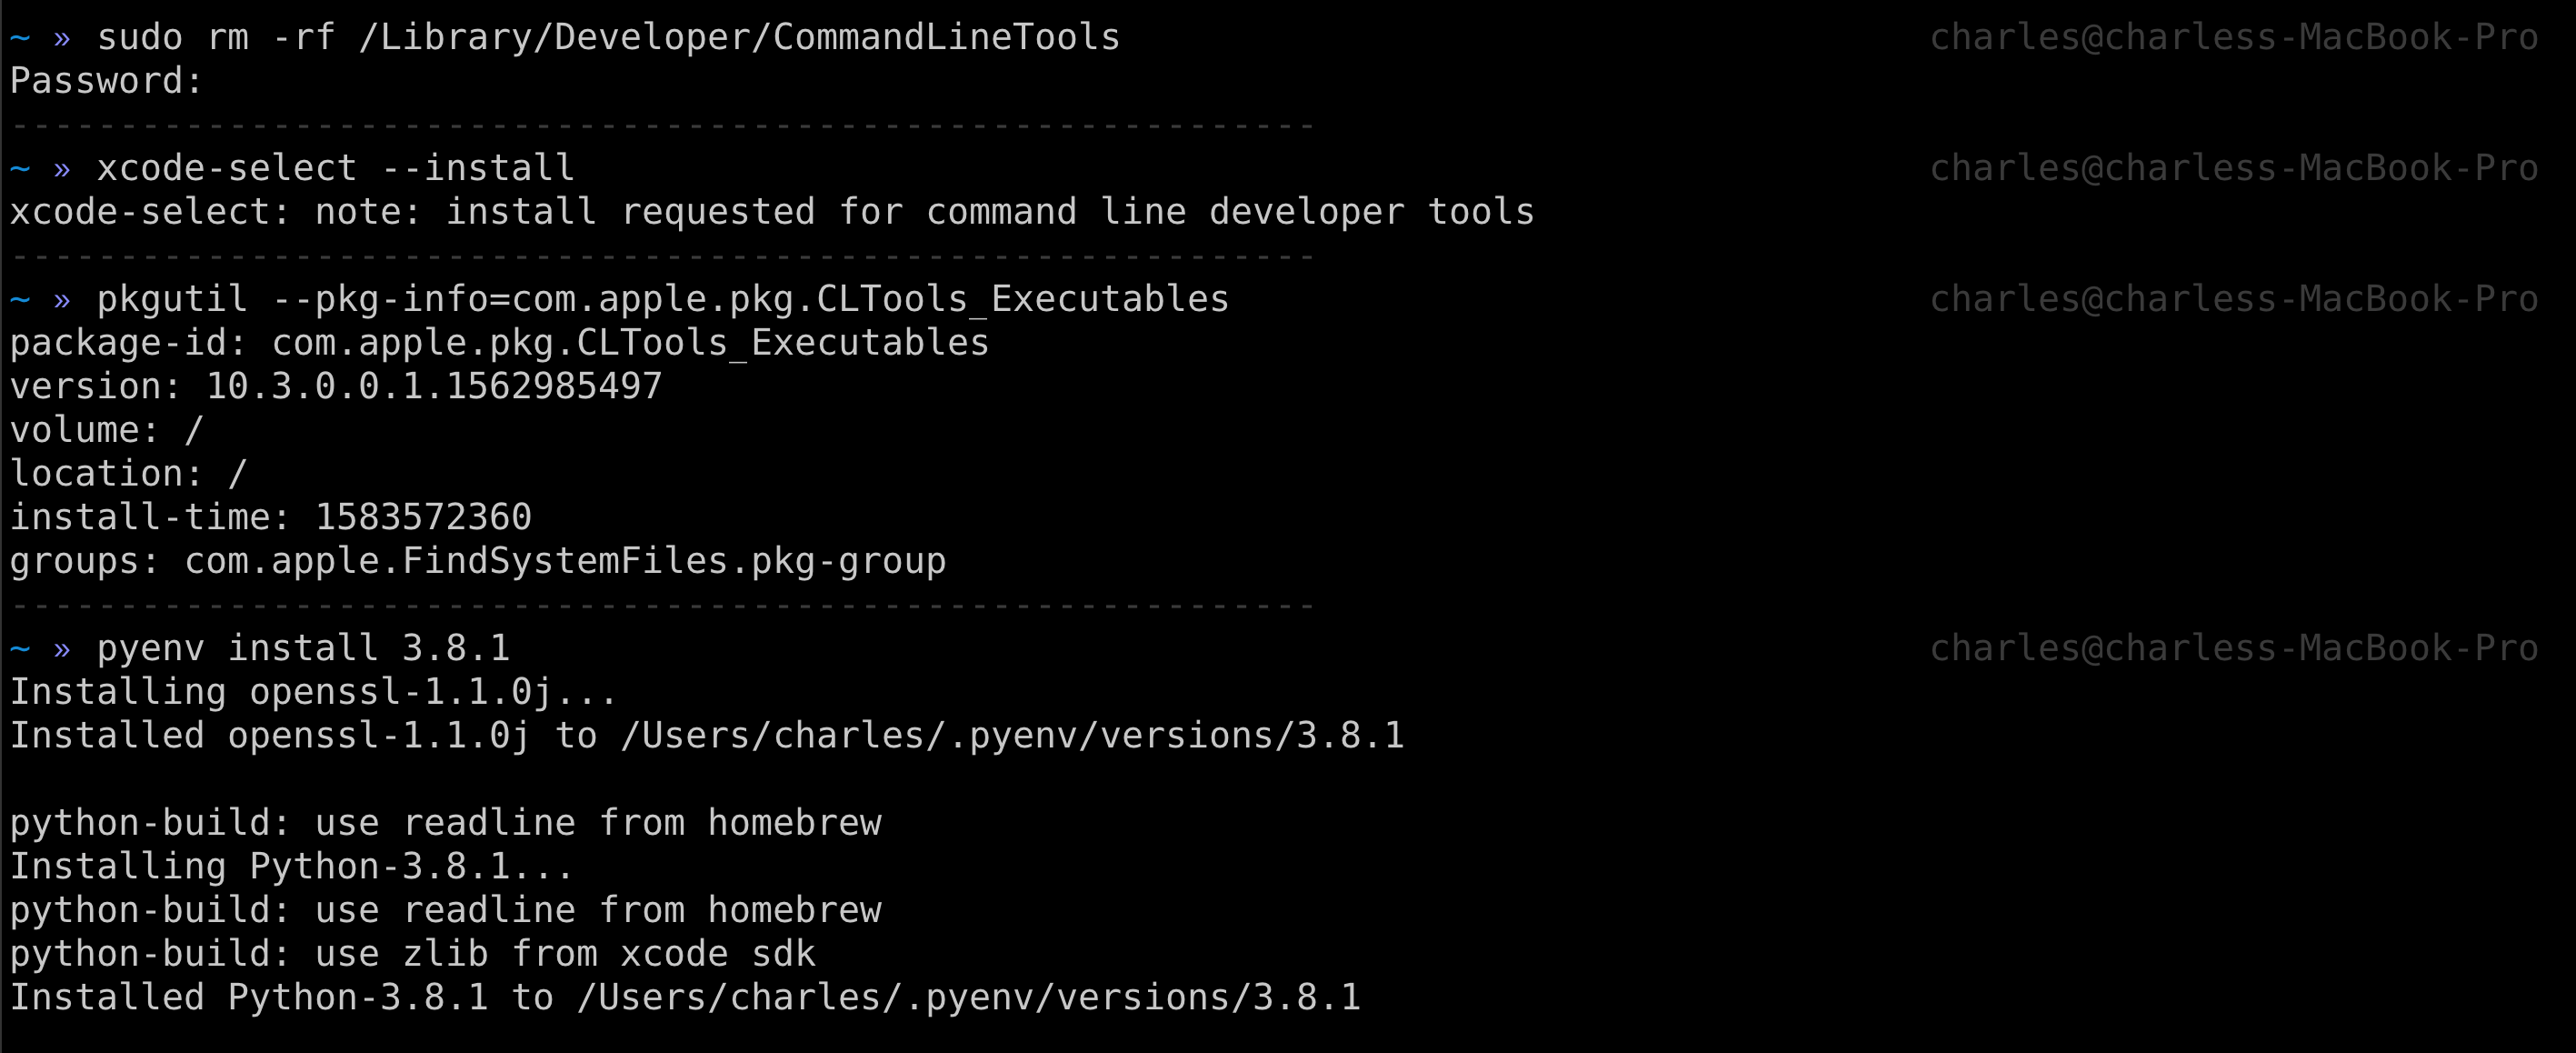 ~ » sudo rm -rf /Library/Developer/CommandLineTools charles@charless-MacBook-Pro
Password:
------------------------------------------------------------
~ » xcode-select --install charles@charless-MacBook-Pro
xcode-select: note: install requested for command line developer tools
------------------------------------------------------------
~ » pkgutil --pkg-info=com.apple.pkg.CLTools_Executables charles@charless-MacBook-Pro
package-id: com.apple.pkg.CLTools_Executables
version: 10.3.0.0.1.1562985497
volume: /
location: /
install-time: 1583572360
groups: com.apple.FindSystemFiles.pkg-group
------------------------------------------------------------
~ » pyenv install 3.8.1 charles@charless-MacBook-Pro
Installing openssl-1.1.0j...
Installed openssl-1.1.0j to /Users/charles/.pyenv/versions/3.8.1

python-build: use readline from homebrew
Installing Python-3.8.1...
python-build: use readline from homebrew
python-build: use zlib from xcode sdk
Installed Python-3.8.1 to /Users/charles/.pyenv/versions/3.8.1